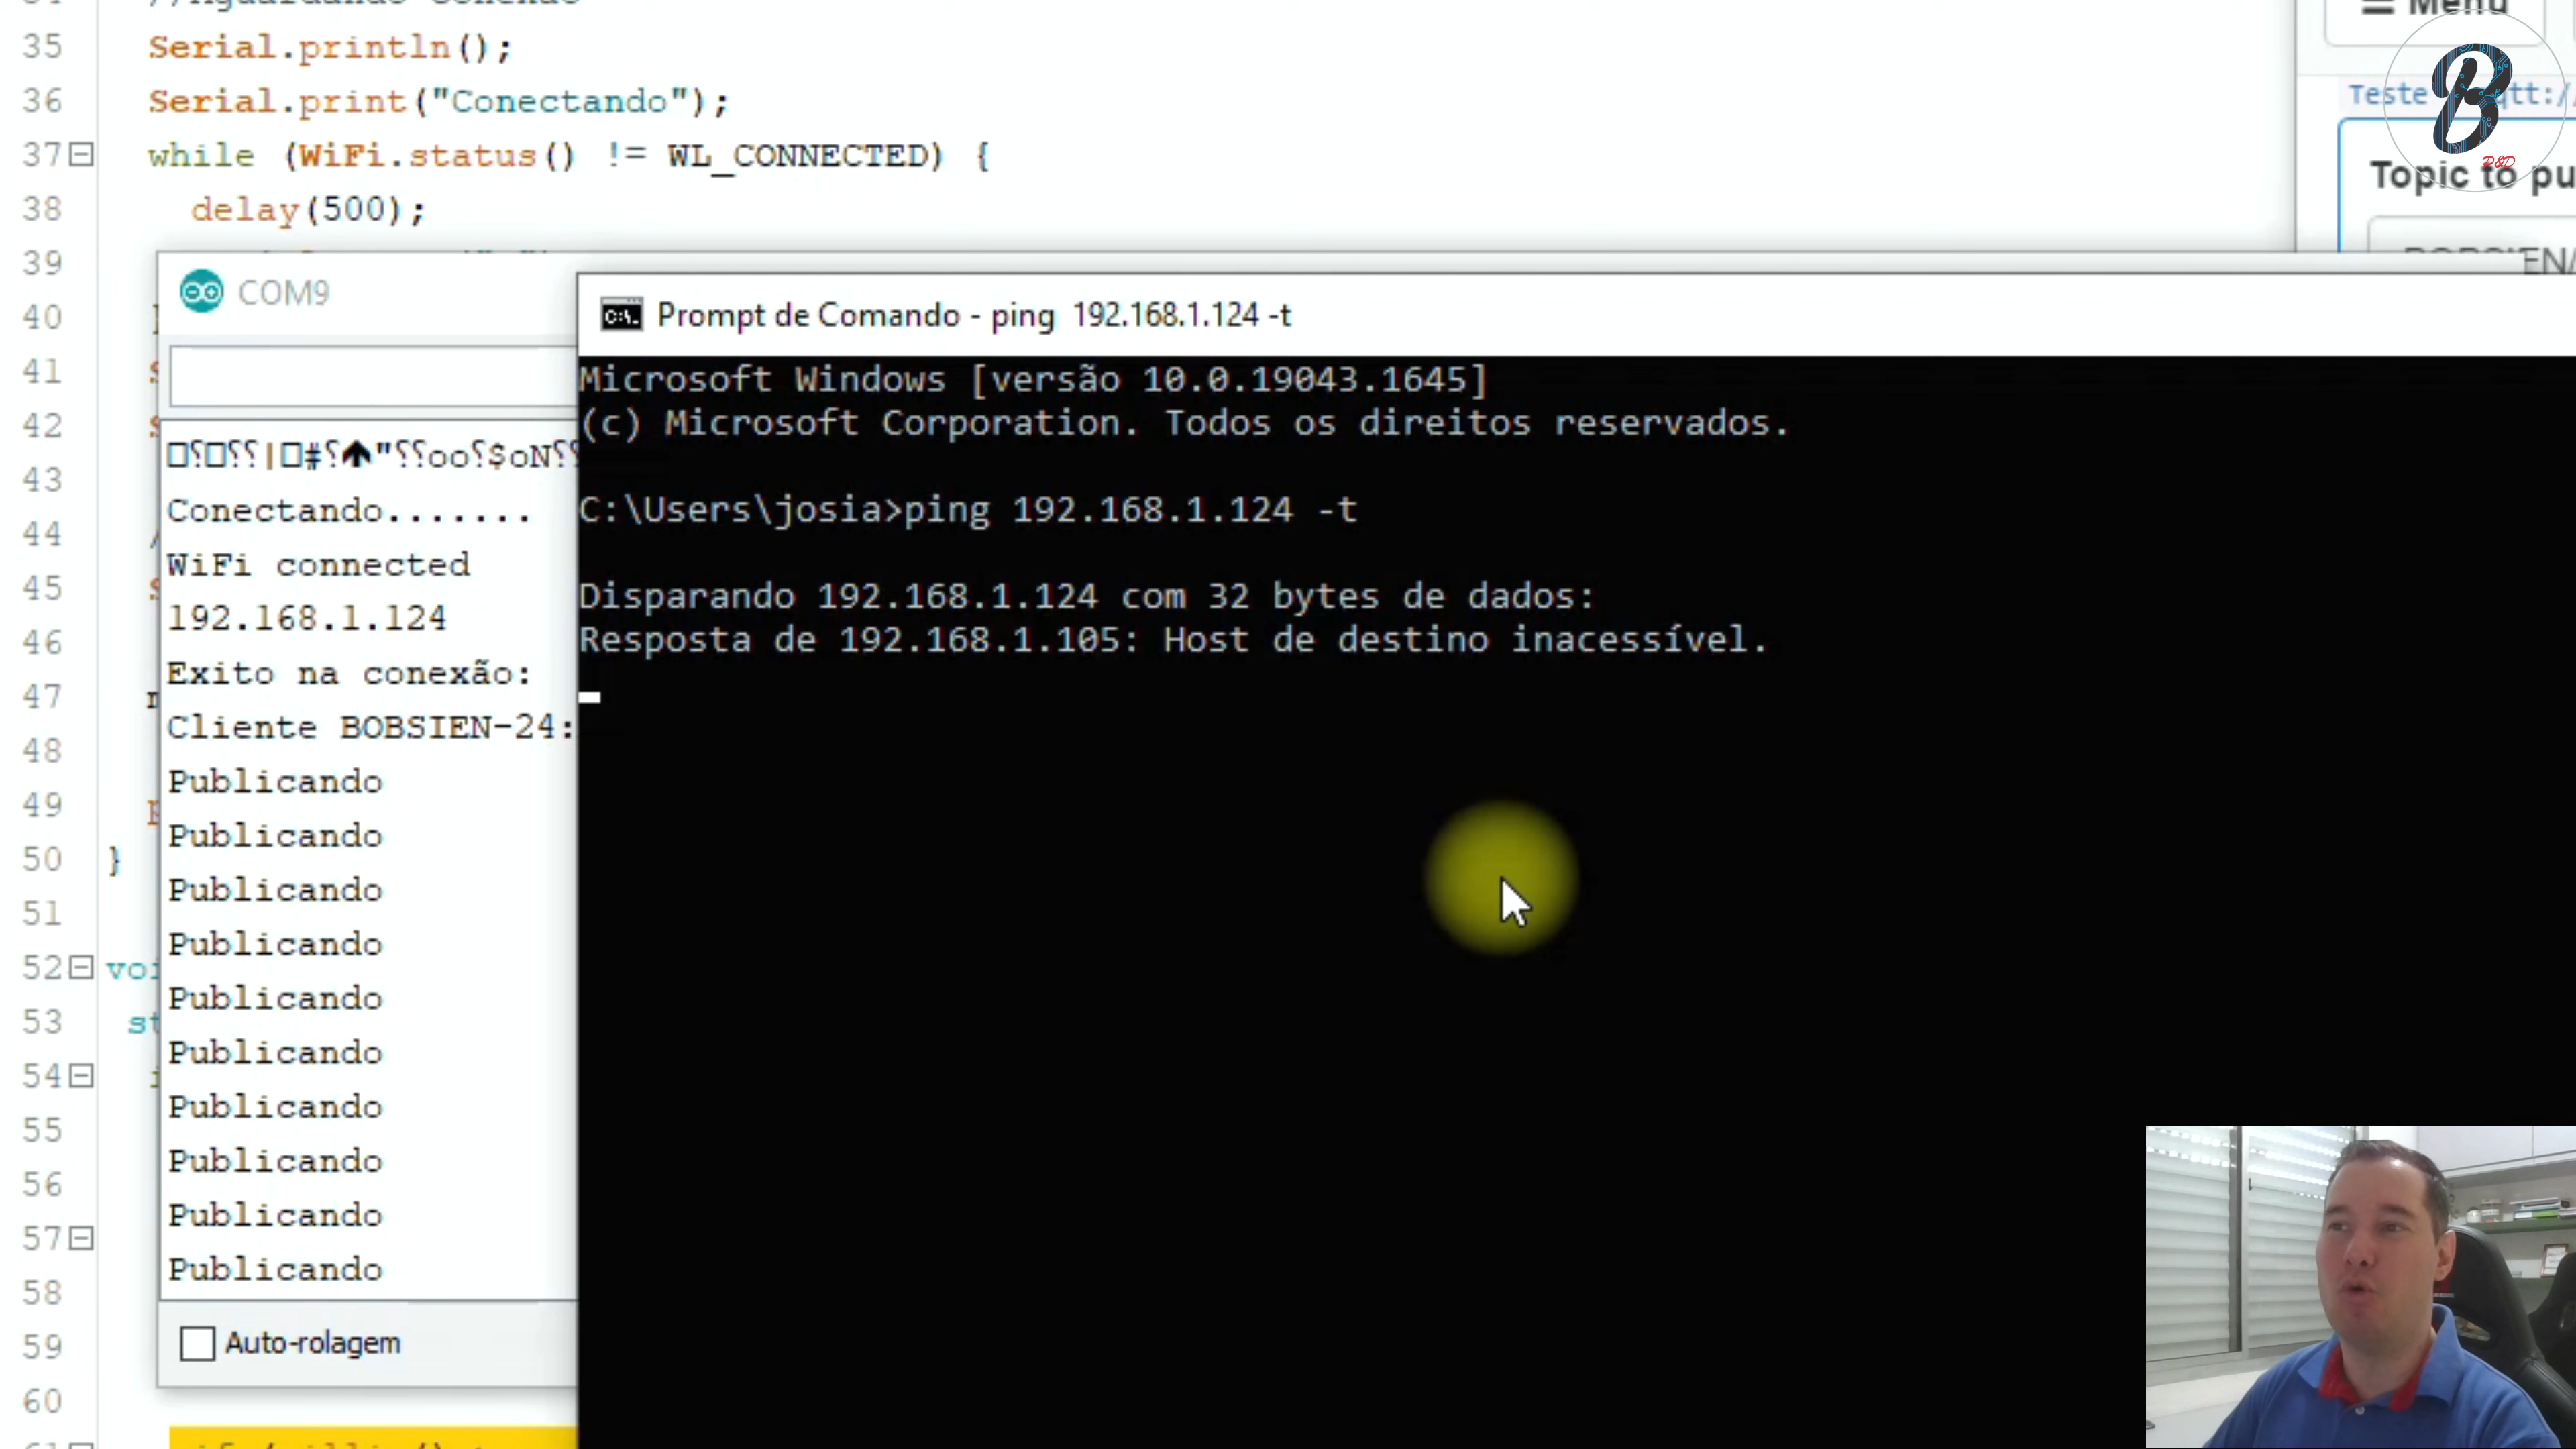 35 Serial.println();
36 Serial.print("Conectando");
37 while (WiFi.status() != WL_CONNECTED) {
38 delay(500);
39
40
41
42
43
44
45
46
47
48
49
50 }
51
52 voi
53 st
54
55
56
57
58
59
60
COM9
Conectando.......
WiFi connected
192.168.1.124
Exito na conexão:
Cliente BOBSIEN-24:
Publicando
Publicando
Publicando
Publicando
Publicando
Publicando
Publicando
Publicando
Publicando
Publicando
Auto-rolagem
Prompt de Comando - ping 192.168.1.124 -t
Microsoft Windows [versão 10.0.19043.1645]
(c) Microsoft Corporation. Todos os direitos reservados.
C:\Users\josia>ping 192.168.1.124 -t
Disparando 192.168.1.124 com 32 bytes de dados:
Resposta de 192.168.1.105: Host de destino inacessível.
Menu
Teste
Topic to pu
B
R&D